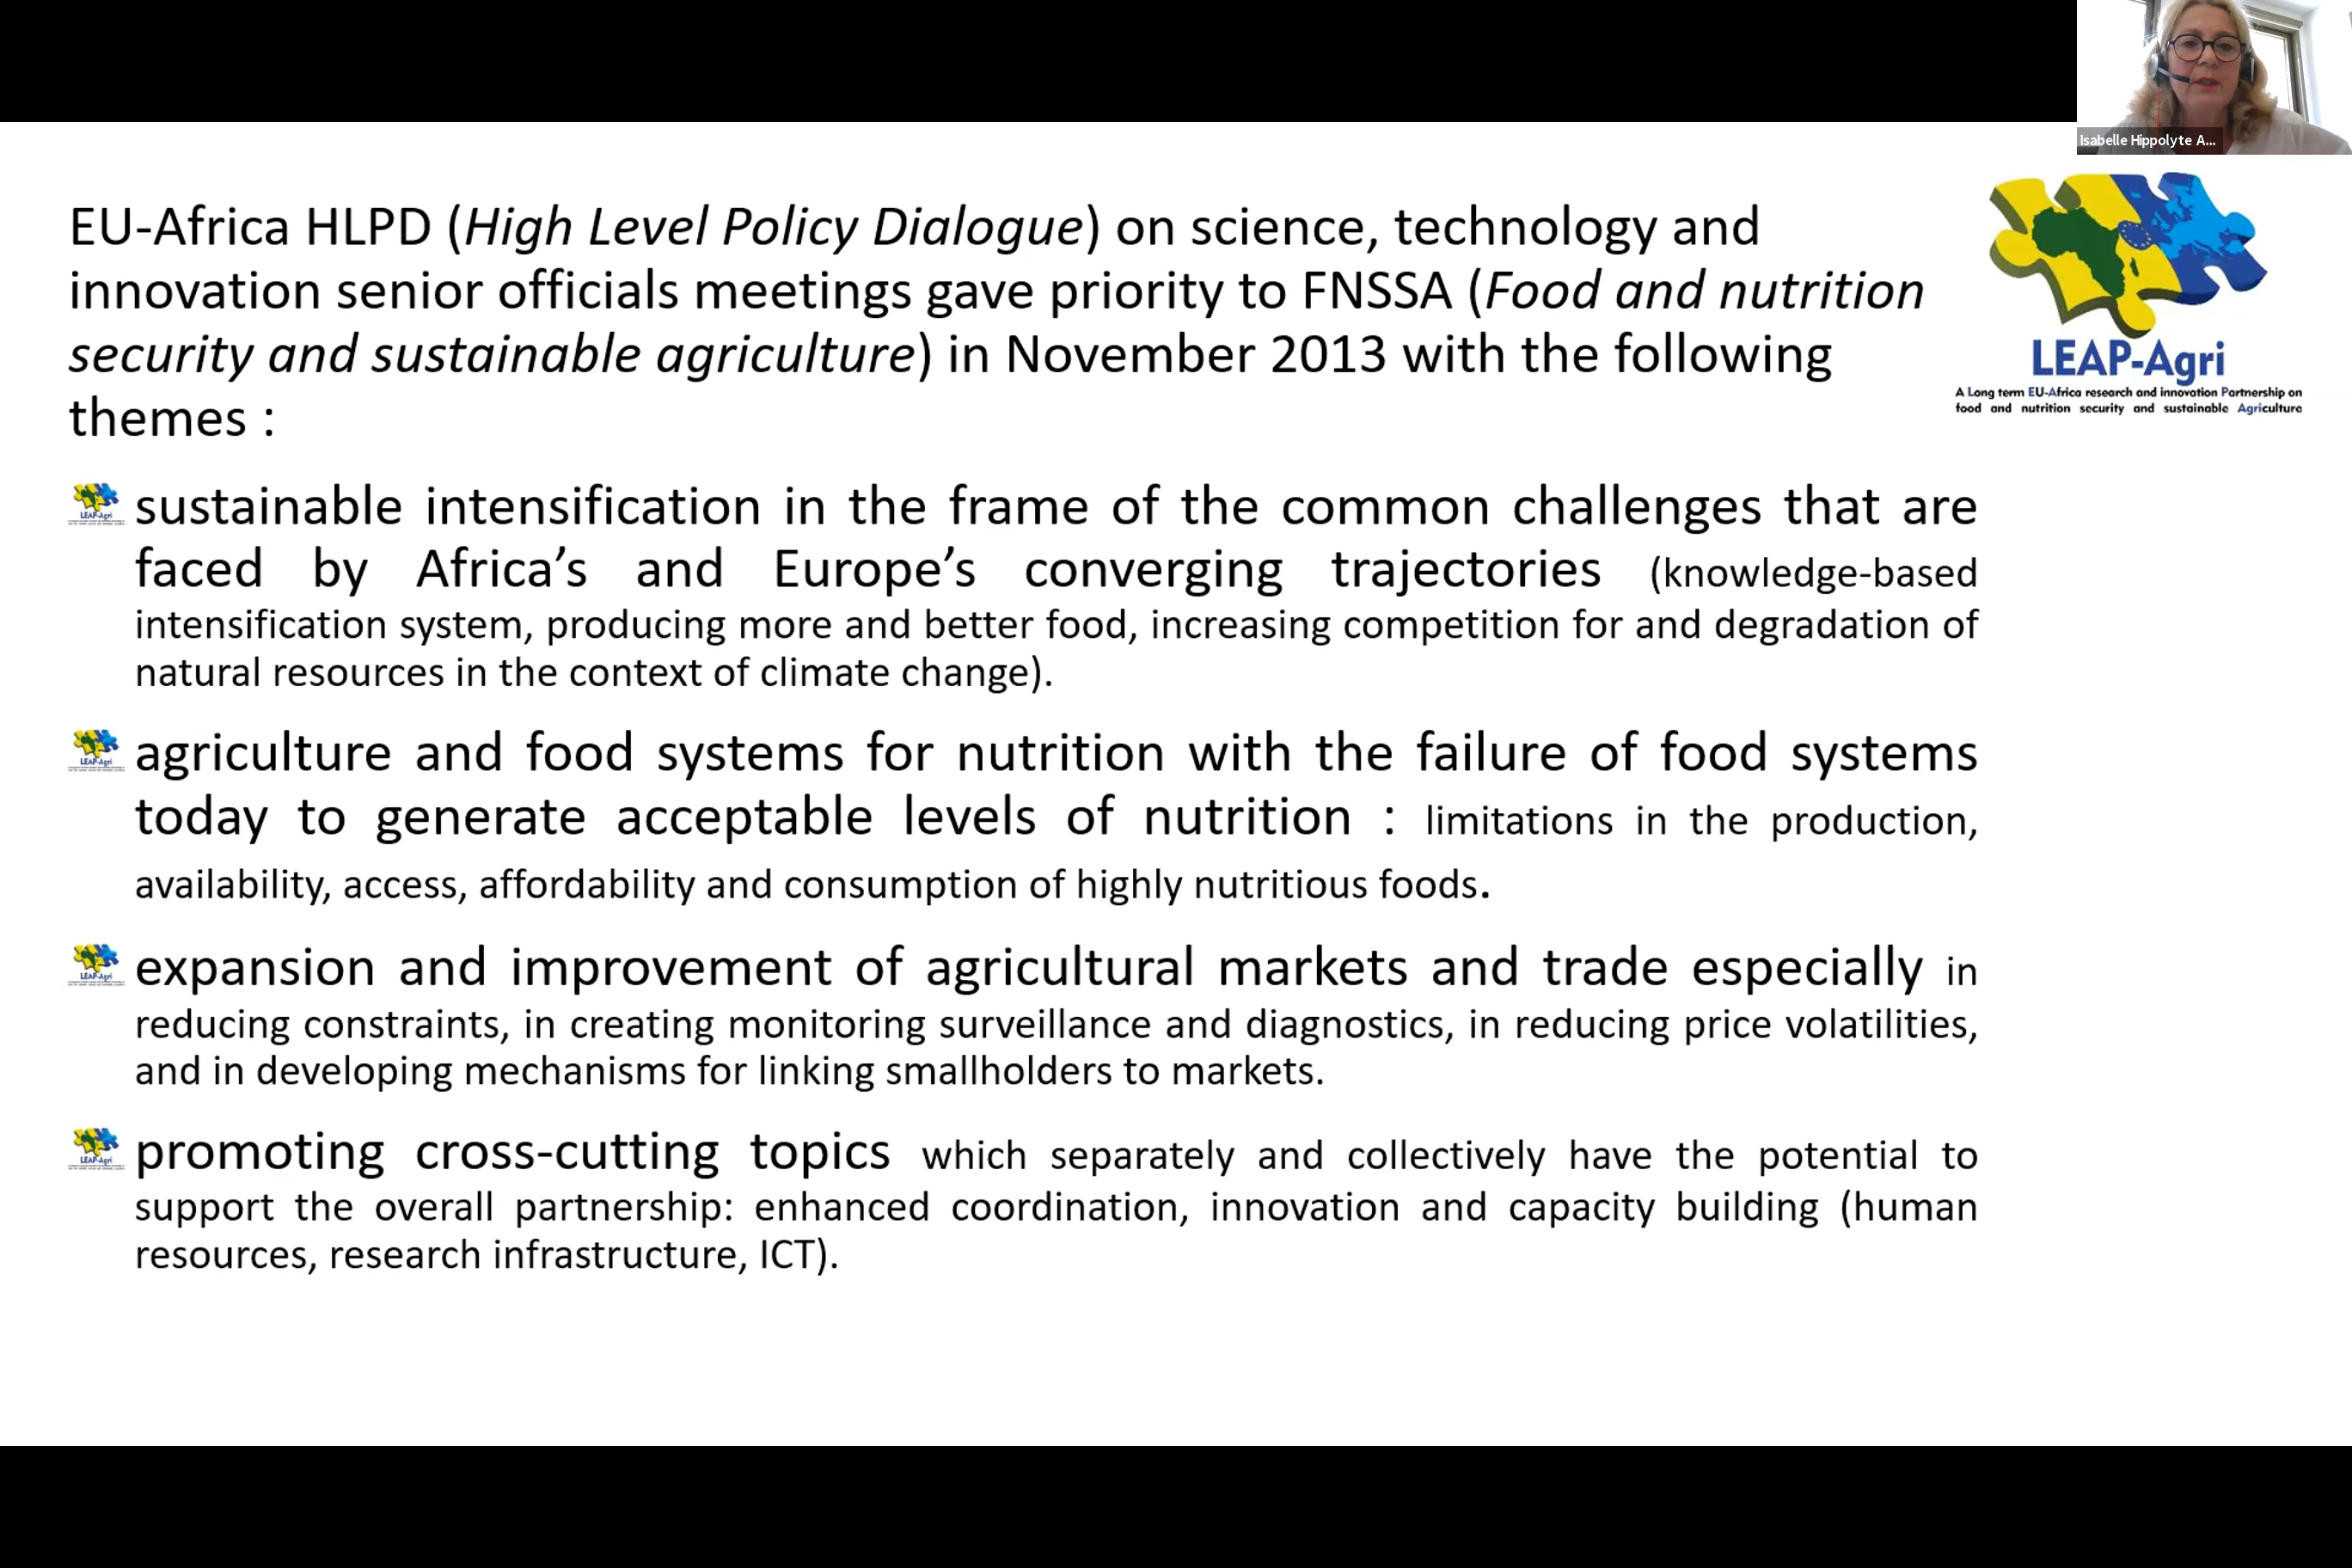 Isabelle Hippolyte A...
EU-Africa HLPD (High Level Policy Dialogue) on science, technology and
innovation senior officials meetings gave priority to FNSSA (Food and nutrition
security and sustainable agriculture) in November 2013 with the following
themes :
LEAP-Agri
A Long term EU-Africa research and innovation Partnership on
food and nutrition security and sustainable Agriculture
LEAP-Agri
sustainable intensification in the frame of the common challenges that are
faced by Africa’s and Europe’s converging trajectories (knowledge-based
intensification system, producing more and better food, increasing competition for and degradation of
natural resources in the context of climate change).
LEAP-Agri
agriculture and food systems for nutrition with the failure of food systems
today to generate acceptable levels of nutrition : limitations in the production,
availability, access, affordability and consumption of highly nutritious foods.
LEAP-Agri
expansion and improvement of agricultural markets and trade especially in
reducing constraints, in creating monitoring surveillance and diagnostics, in reducing price volatilities,
and in developing mechanisms for linking smallholders to markets.
LEAP-Agri
promoting cross-cutting topics which separately and collectively have the potential to
support the overall partnership: enhanced coordination, innovation and capacity building (human
resources, research infrastructure, ICT).